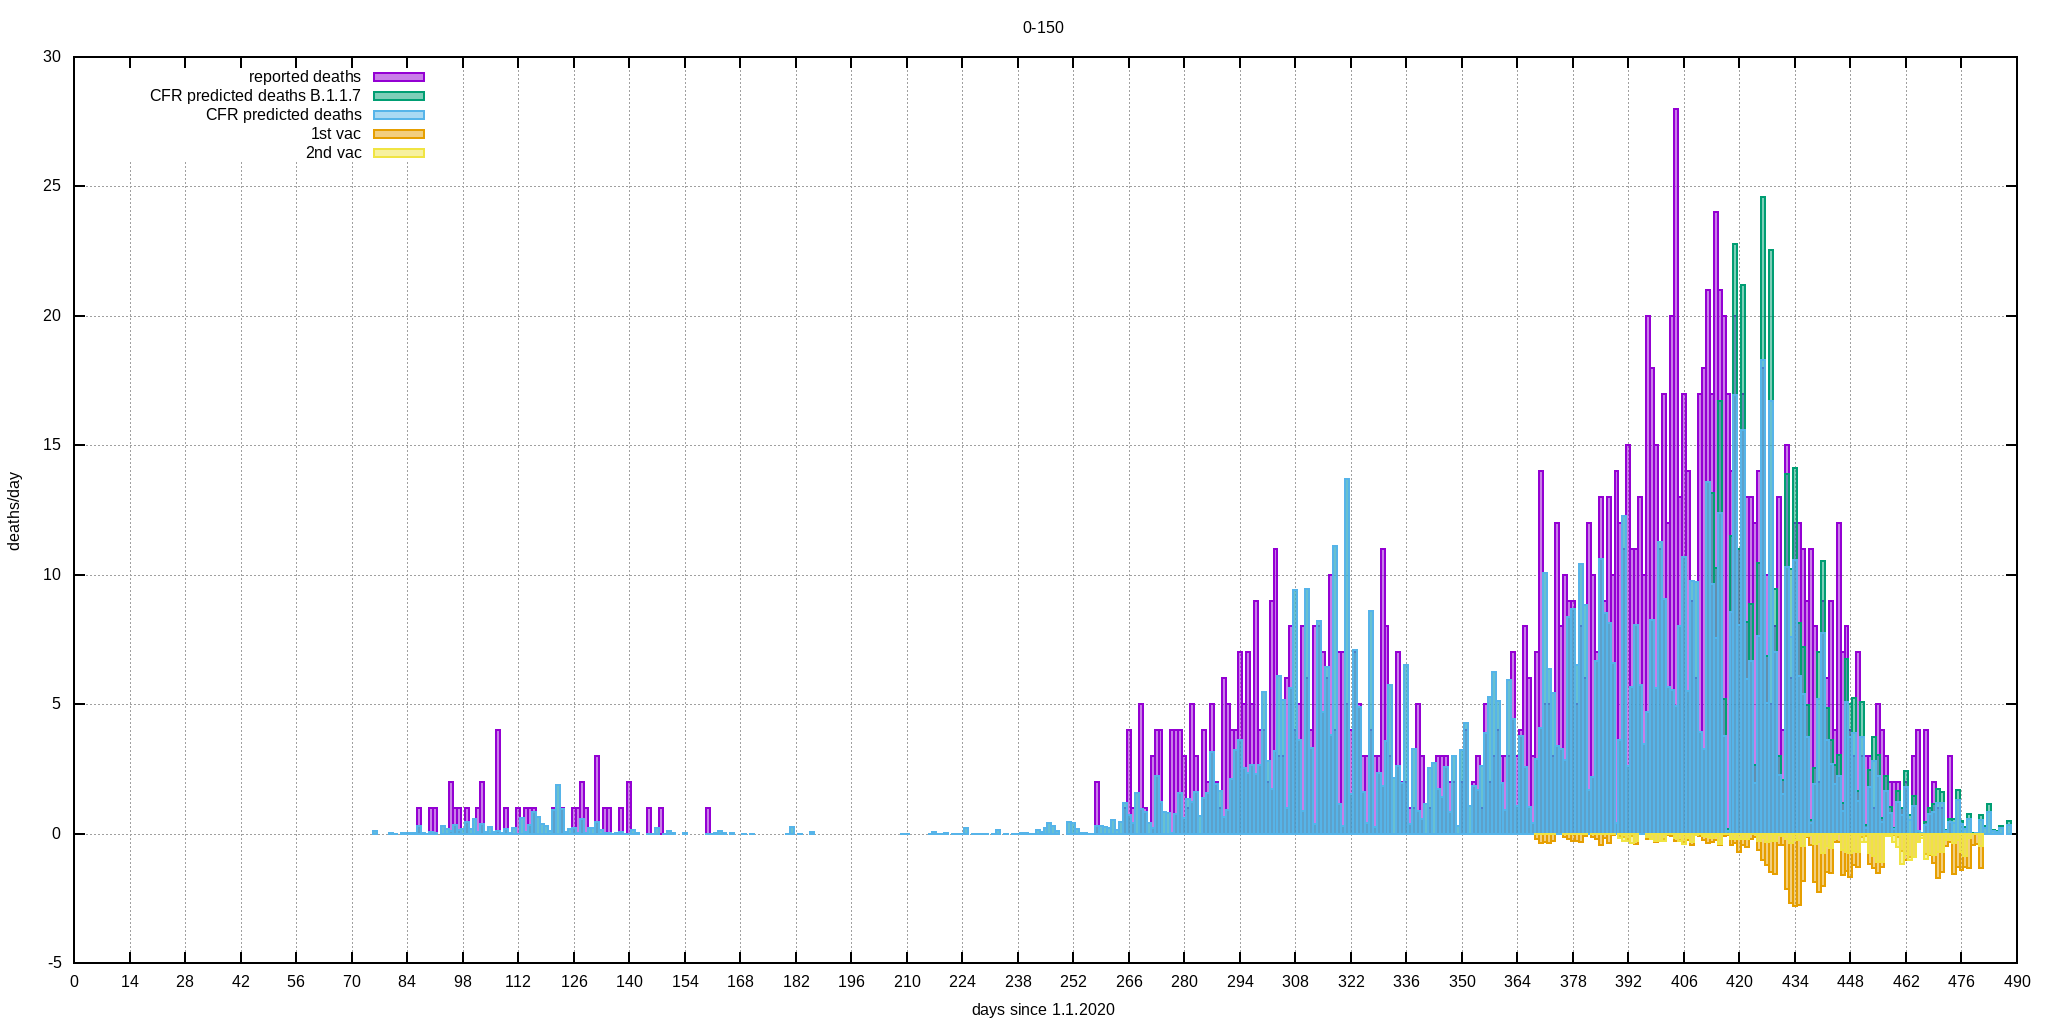 0-150
30
25
20
15
10
5
0
-5
deaths/day
reported deaths
CFR predicted deaths B.1.1.7
CFR predicted deaths
1st vac
2nd vac
0 14 28 42 56 70 84 98 112 126 140 154 168 182 196 210 224 238 252 266 280 294 308 322 336 350 364 378 392 406 420 434 448 462 476 490
days since 1.1.2020